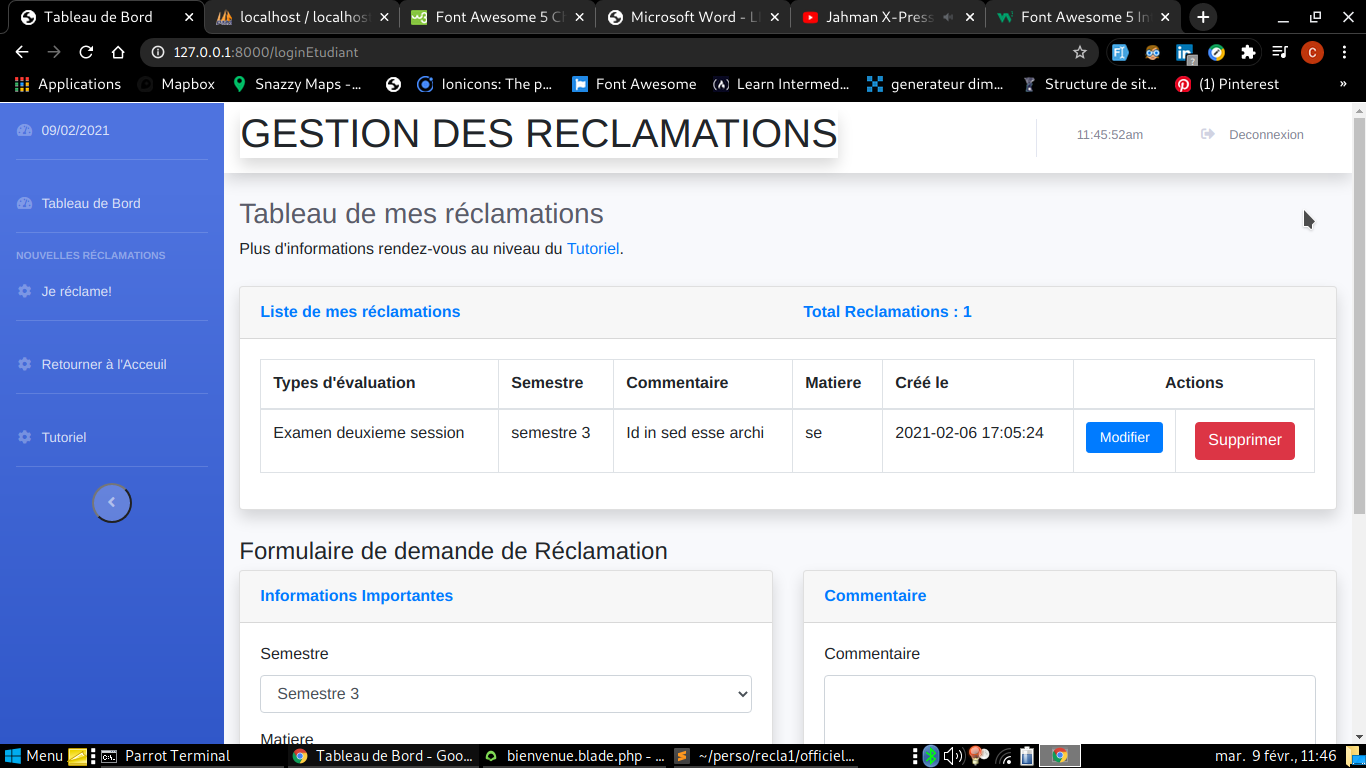 Tableau de Bord
localhost / localhos
Font Awesome 5 C
Microsoft Word - L
Jahman X-Press
Font Awesome 5 In
127.0.0.1:8000/loginEtudiant
Applications
Mapbox
Snazzy Maps -...
Ionicons: The p...
Font Awesome
Learn Intermed...
generateur dim...
Structure de sit...
(1) Pinterest
»
09/02/2021
GESTION DES RECLAMATIONS
11:45:52am
Deconnexion
Tableau de Bord
NOUVELLES RÉCLAMATIONS
Je réclame!
Retourner à l'Acceuil
Tutoriel
Tableau de mes réclamations
Plus d'informations rendez-vous au niveau du Tutoriel.
Liste de mes réclamations
Total Reclamations : 1
Types d'évaluation Semestre Commentaire Matiere Créé le Actions
Examen deuxieme session semestre 3 Id in sed esse archi se 2021-02-06 17:05:24 Modifier Supprimer
Formulaire de demande de Réclamation
Informations Importantes
Commentaire
Semestre
Commentaire
Semestre 3
Matiere
Menu
Parrot Terminal
Tableau de Bord - Goo...
bienvenue.blade.php - ...
~/perso/recla1/officiel...
mar. 9 févr., 11:46